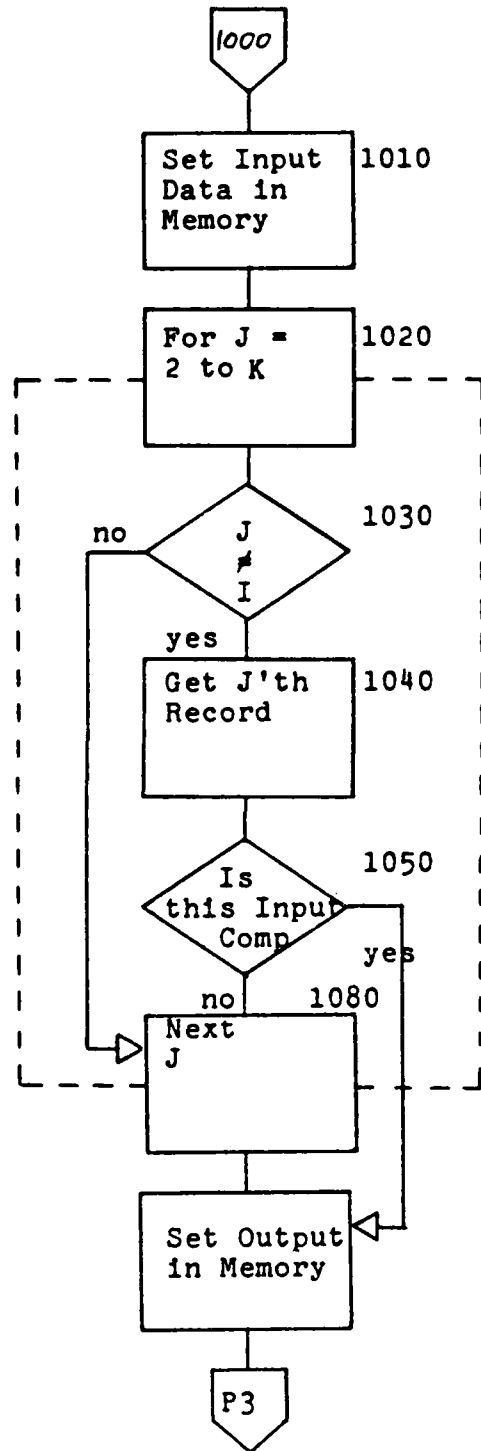 1000
Set Input
Data in
Memory
1010
For J =
2 to K
1020
1030
no
J
≠
I
yes
Get J'th
Record
1040
1050
Is
this Input
Comp
yes
no
1080
Next
J
Set Output
in Memory
P3